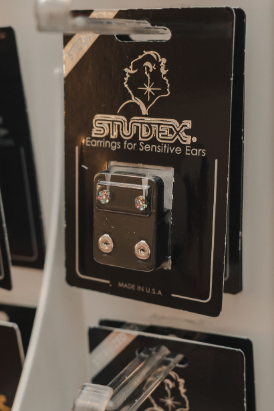 STUDEX.
Earrings for Sensitive Ears
MADE IN U.S.A.